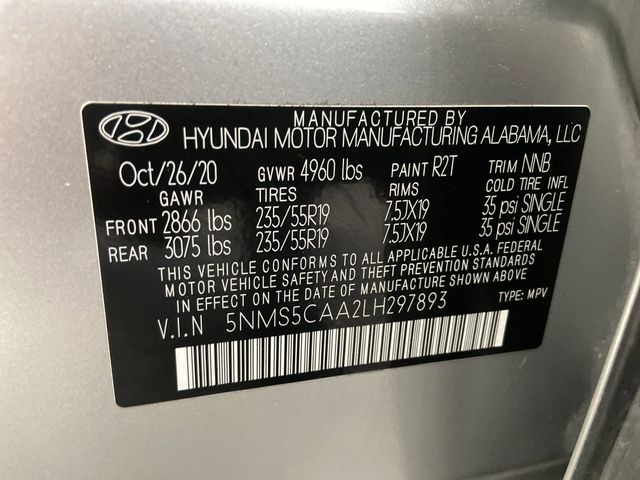 MANUFACTURED BY
HYUNDAI MOTOR MANUFACTURING ALABAMA, LLC
Oct/26/20 GVWR 4960 lbs PAINT R2T TRIM NNB
GAWR TIRES RIMS COLD TIRE INFL
FRONT 2866 lbs 235/55R19 7.5JX19 35 psi SINGLE
REAR 3075 lbs 235/55R19 7.5JX19 35 psi SINGLE
THIS VEHICLE CONFORMS TO ALL APPLICABLE U.S.A. FEDERAL
MOTOR VEHICLE SAFETY AND THEFT PREVENTION STANDARDS
IN EFFECT ON THE DATE OF MANUFACTURE SHOWN ABOVE
V.I.N 5NMS5CAA2LH297893 TYPE: MPV